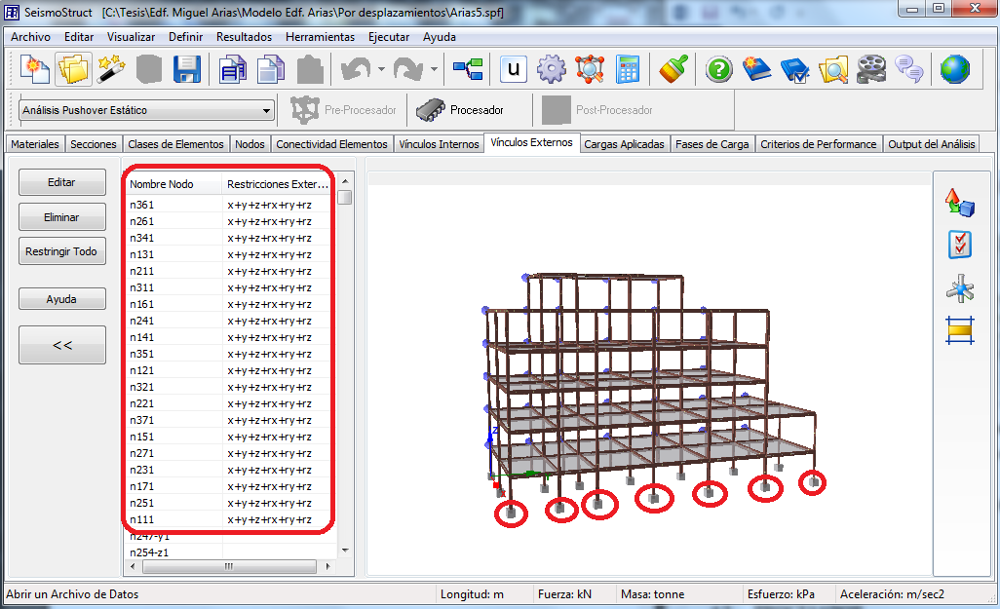 SeismoStruct [C:\Tesis\Edf. Miguel Arias\Modelo Edf. Arias\Por desplazamientos\Arias5.spf]
Archivo Editar Visualizar Definir Resultados Herramientas Ejecutar Ayuda
u
Análisis Pushover Estático Pre-Procesador Procesador Post-Procesador
Materiales Secciones Clases de Elementos Nodos Conectividad Elementos Vínculos Internos Vínculos Externos Cargas Aplicadas Fases de Carga Criterios de Performance Output del Análisis
Editar
Eliminar
Restringir Todo
Ayuda
<<
Nombre Nodo Restricciones Exter...
n361 x+y+z+rx+ry+rz
n261 x+y+z+rx+ry+rz
n341 x+y+z+rx+ry+rz
n131 x+y+z+rx+ry+rz
n211 x+y+z+rx+ry+rz
n311 x+y+z+rx+ry+rz
n161 x+y+z+rx+ry+rz
n241 x+y+z+rx+ry+rz
n141 x+y+z+rx+ry+rz
n351 x+y+z+rx+ry+rz
n121 x+y+z+rx+ry+rz
n321 x+y+z+rx+ry+rz
n221 x+y+z+rx+ry+rz
n371 x+y+z+rx+ry+rz
n151 x+y+z+rx+ry+rz
n271 x+y+z+rx+ry+rz
n231 x+y+z+rx+ry+rz
n171 x+y+z+rx+ry+rz
n251 x+y+z+rx+ry+rz
n111 x+y+z+rx+ry+rz
n247-y1
n254-z1
z
Abrir un Archivo de Datos Longitud: m Fuerza: kN Masa: tonne Esfuerzo: kPa Aceleración: m/sec2